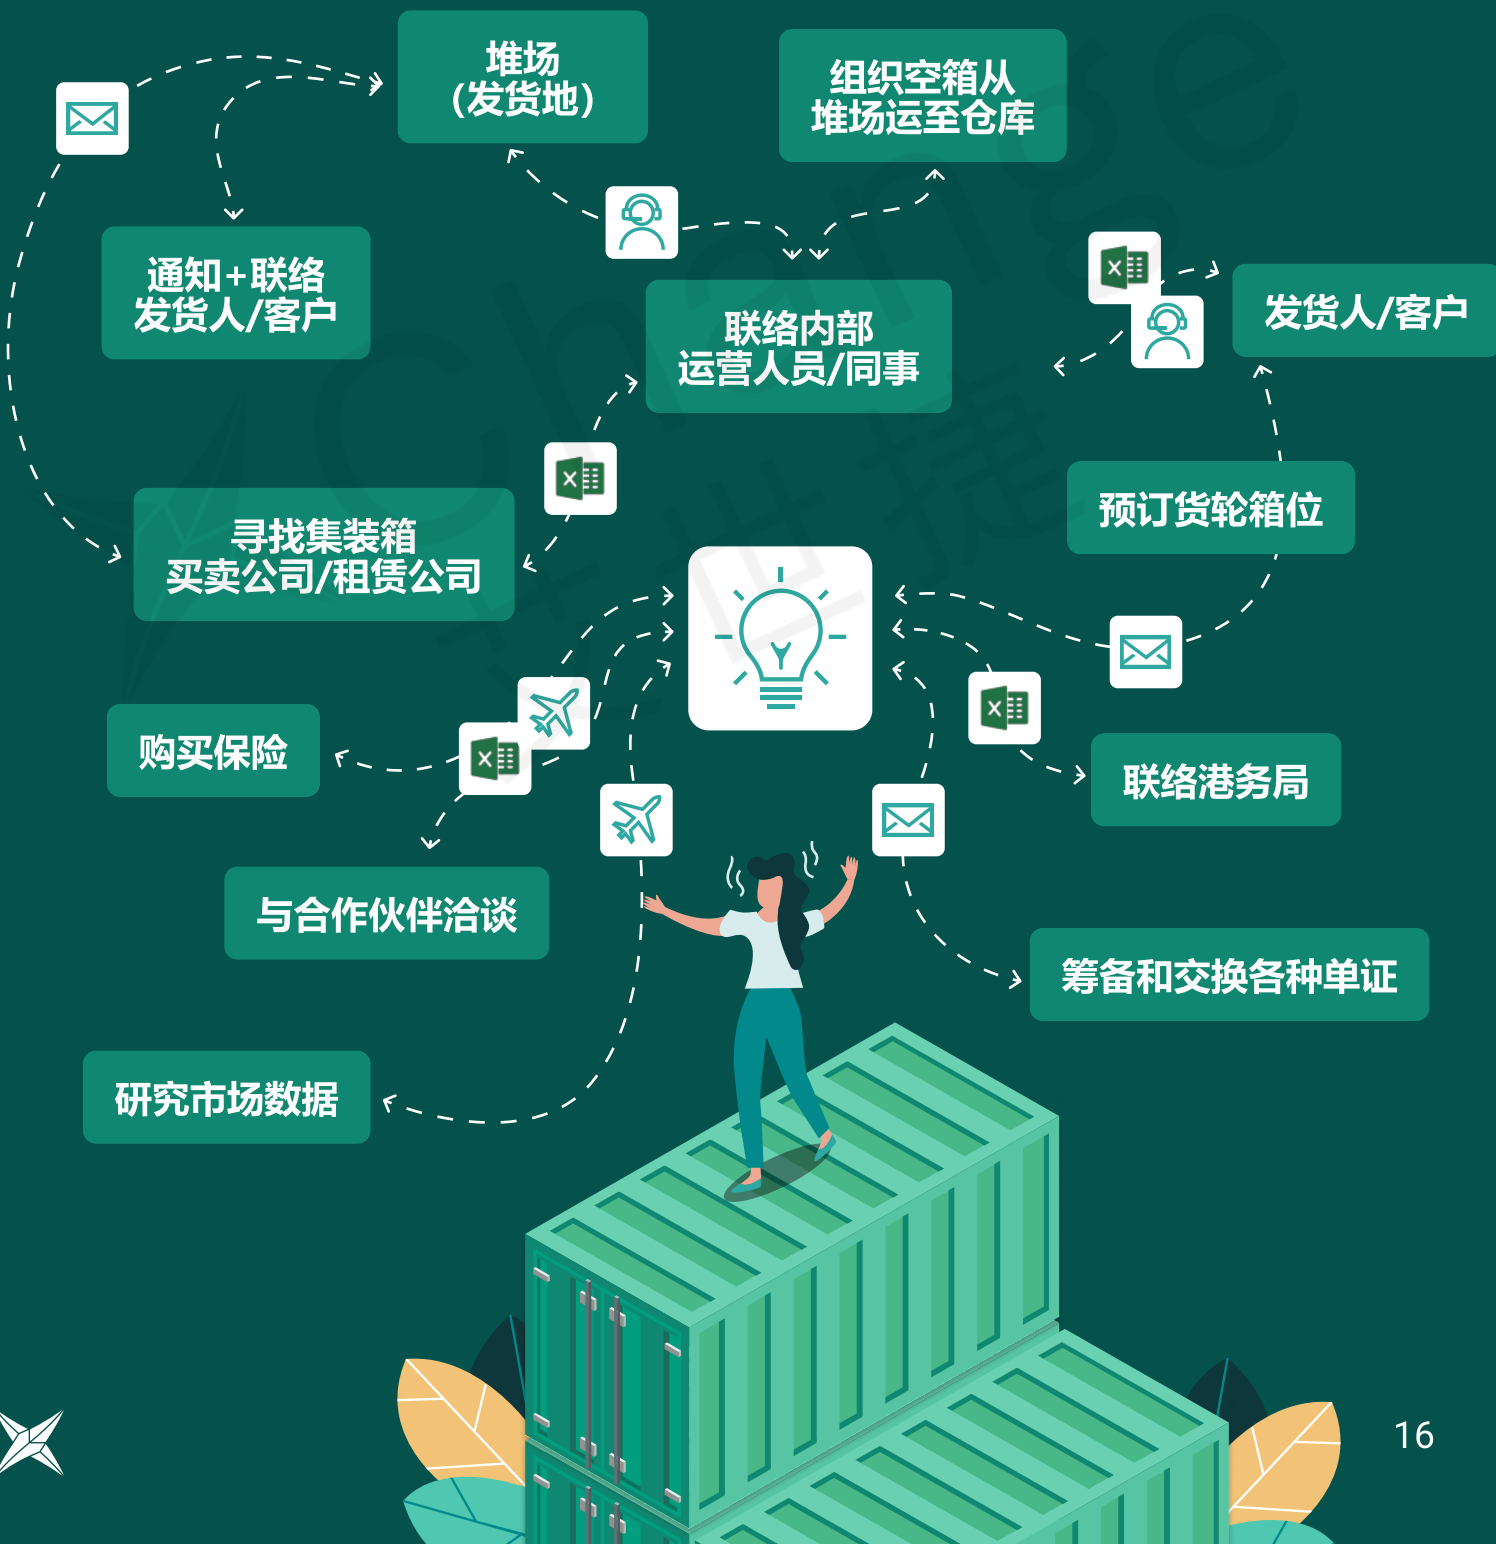 堆场
(发货地)
组织空箱从
堆场运至仓库
通知+联络
发货人/客户
联络内部
运营人员/同事
发货人/客户
寻找集装箱
买卖公司/租赁公司
预订货轮箱位
购买保险
联络港务局
与合作伙伴洽谈
筹备和交换各种单证
研究市场数据
16
xChange